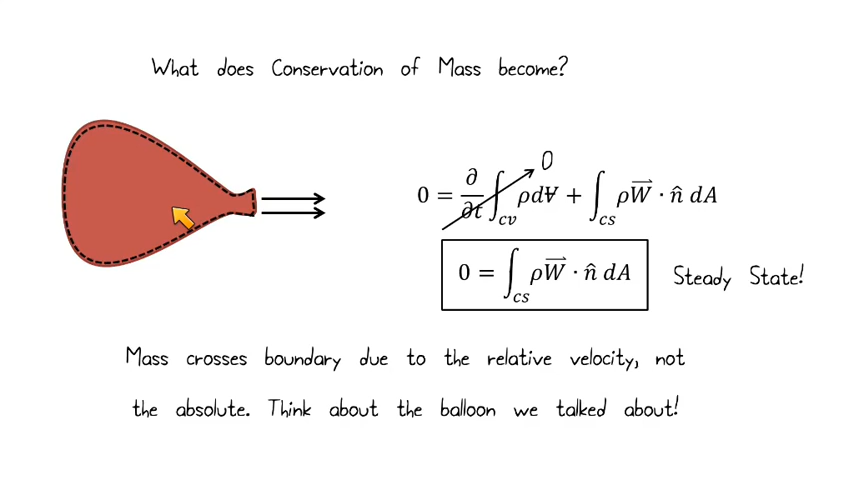 What does Conservation of Mass become?
0
0 = ∂/∂t ∫cv ρdV̶ + ∫cs ρW⃗ · n̂ dA
0 = ∫cs ρW⃗ · n̂ dA Steady State!
Mass crosses boundary due to the relative velocity, not
the absolute. Think about the balloon we talked about!